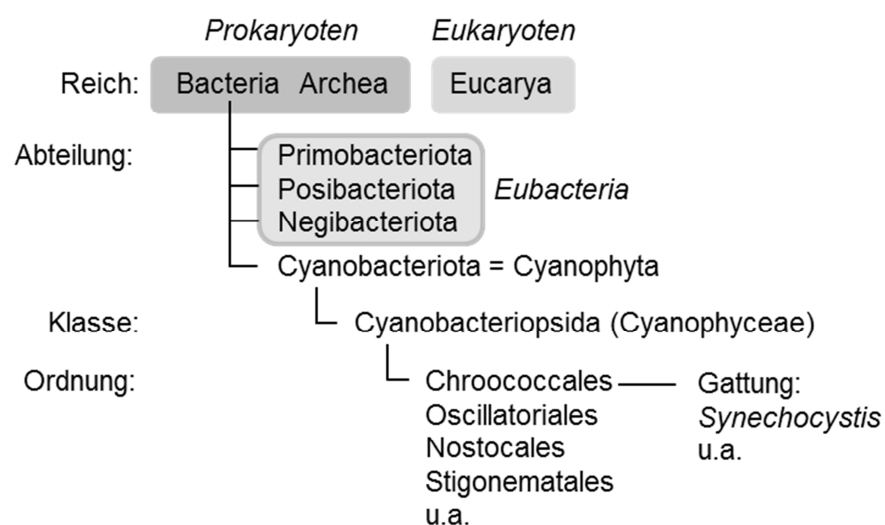 Prokaryoten Eukaryoten
Reich: Bacteria Archea Eucarya
Abteilung: Primobacteriota
Posibacteriota Eubacteria
Negibacteriota
Cyanobacteriota = Cyanophyta
Klasse: Cyanobacteriopsida (Cyanophyceae)
Ordnung: Chroococcales Gattung:
Oscillatoriales Synechocystis
Nostocales u.a.
Stigonematales
u.a.